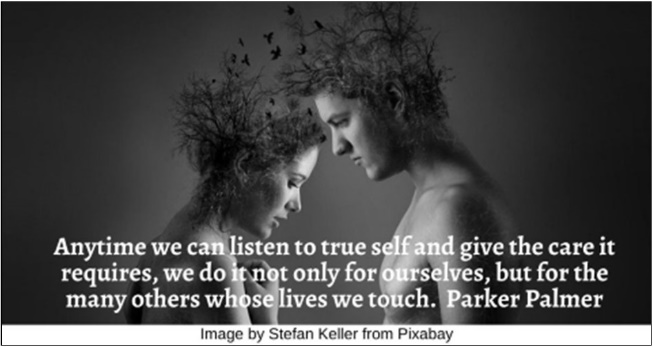 Anytime we can listen to true self and give the care it
requires, we do it not only for ourselves, but for the
many others whose lives we touch. Parker Palmer
Image by Stefan Keller from Pixabay